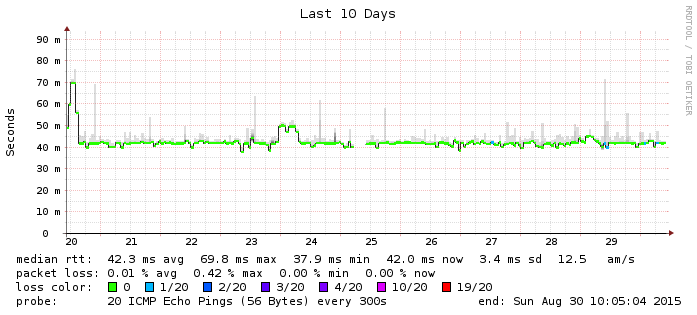 Last 10 Days
RRDTOOL / TOBI OETIKER
Seconds
90 m
80 m
70 m
60 m
50 m
40 m
30 m
20 m
10 m
0
20 21 22 23 24 25 26 27 28 29
median rtt: 42.3 ms avg 69.8 ms max 37.9 ms min 42.0 ms now 3.4 ms sd 12.5 am/s
packet loss: 0.01 % avg 0.42 % max 0.00 % min 0.00 % now
loss color: 0 1/20 2/20 3/20 4/20 10/20 19/20
probe: 20 ICMP Echo Pings (56 Bytes) every 300s end: Sun Aug 30 10:05:04 2015